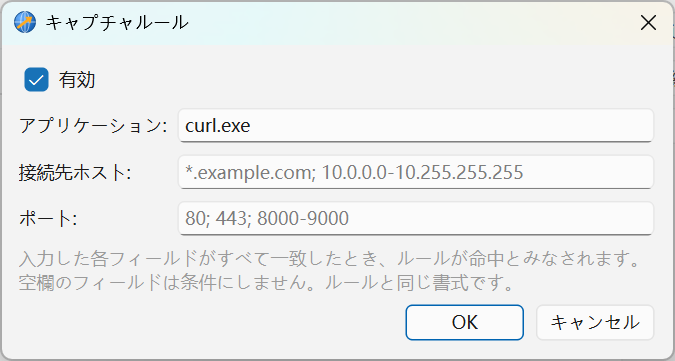 キャプチャルール
有効
アプリケーション: curl.exe
接続先ホスト: *.example.com; 10.0.0.0-10.255.255.255
ポート: 80; 443; 8000-9000
入力した各フィールドがすべて一致したとき、ルールが命中とみなされます。
空欄のフィールドは条件にしません。ルールと同じ書式です。
OK キャンセル